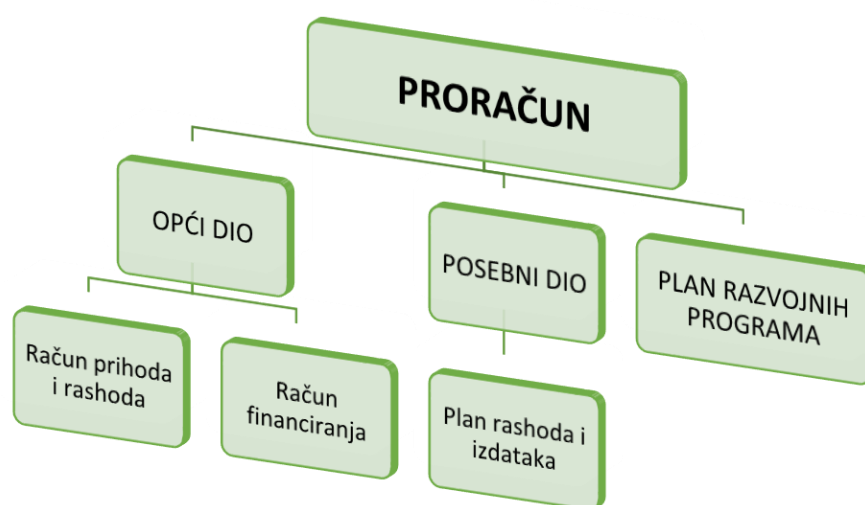 PRORAČUN
OPĆI DIO
POSEBNI DIO
PLAN RAZVOJNIH
PROGRAMA
Račun prihoda
i rashoda
Račun
financiranja
Plan rashoda i
izdataka